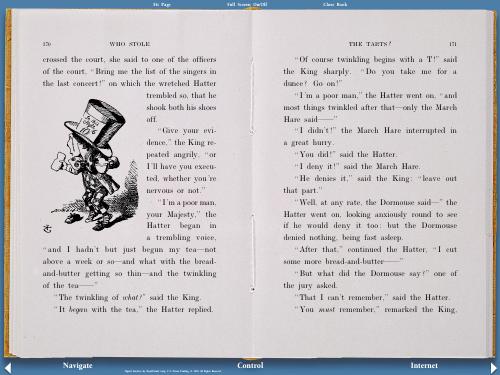 Fit Page Full Screen On/Off Close Book
170 WHO STOLE
crossed the court, she said to one of the officers
of the court, “Bring me the list of the singers in
the last concert!” on which the wretched Hatter
trembled so, that he
shook both his shoes
off.
“Give your evi-
dence,” the King re-
peated angrily, “or
I'll have you execu-
ted, whether you're
nervous or not.”
“I'm a poor man,
your Majesty,” the
Hatter began in
a trembling voice,
“and I hadn't but just begun my tea—not
above a week or so—and what with the bread-
and-butter getting so thin—and the twinkling
of the tea——”
“The twinkling of what?” said the King.
“It began with the tea,” the Hatter replied.
THE TARTS? 171
“Of course twinkling begins with a T!” said
the King sharply. “Do you take me for a
dunce? Go on!”
“I'm a poor man,” the Hatter went on, “and
most things twinkled after that—only the March
Hare said——”
“I didn't!” the March Hare interrupted in
a great hurry.
“You did!” said the Hatter.
“I deny it!” said the March Hare.
“He denies it,” said the King: “leave out
that part.”
“Well, at any rate, the Dormouse said—” the
Hatter went on, looking anxiously round to see
if he would deny it too: but the Dormouse
denied nothing, being fast asleep.
“After that,” continued the Hatter, “I cut
some more bread-and-butter——”
“But what did the Dormouse say?” one of
the jury asked.
“That I can't remember,” said the Hatter.
“You must remember,” remarked the King,
Navigate Control Internet